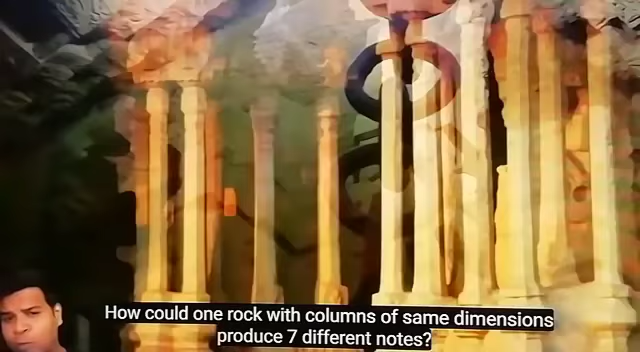 How could one rock with columns of same dimensions
produce 7 different notes?